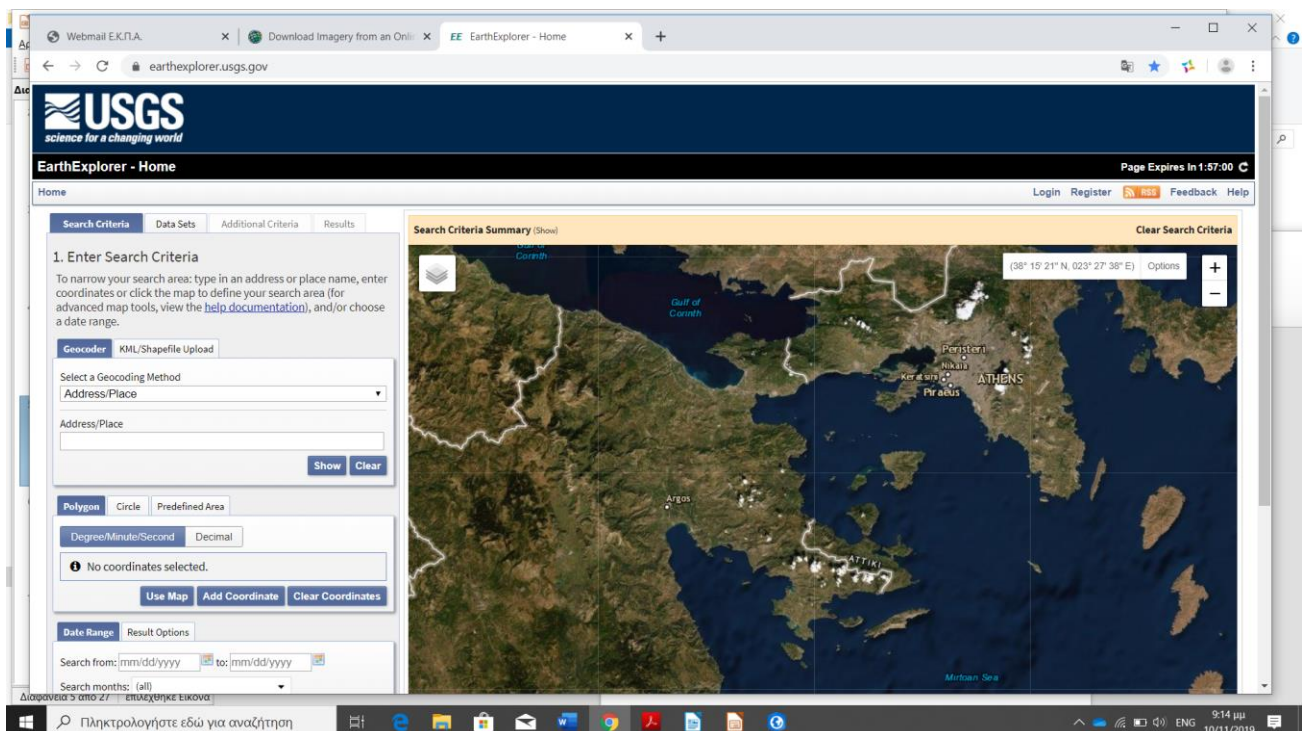 Webmail Ε.Κ.Π.Α.
Download Imagery from an Onli
EE EarthExplorer - Home
earthexplorer.usgs.gov
USGS
science for a changing world
EarthExplorer - Home
Page Expires In 1:57:00
Home
Login Register RSS Feedback Help
Search Criteria Data Sets Additional Criteria Results
Search Criteria Summary (Show)
Clear Search Criteria
1. Enter Search Criteria
To narrow your search area: type in an address or place name, enter
coordinates or click the map to define your search area (for
advanced map tools, view the help documentation), and/or choose
a date range.
Geocoder KML/Shapefile Upload
Select a Geocoding Method
Address/Place
Address/Place
Show Clear
Polygon Circle Predefined Area
Degree/Minute/Second Decimal
No coordinates selected.
Use Map Add Coordinate Clear Coordinates
Date Range Result Options
Search from: mm/dd/yyyy to: mm/dd/yyyy
Search months: (all)
(38° 15' 21" N, 023° 27' 38" E) Options
+
−
Gulf of
Corinth
Gulf of
Corinth
Peristeri
Nikaia
Keratsini
ATHENS
Piraeus
Argos
ATTIKI
Mirtoan Sea
Διαφάνεια 5 από 27 επιλέχθηκε Εικόνα
Πληκτρολογήστε εδώ για αναζήτηση
ENG
9:14 μμ
10/11/2019